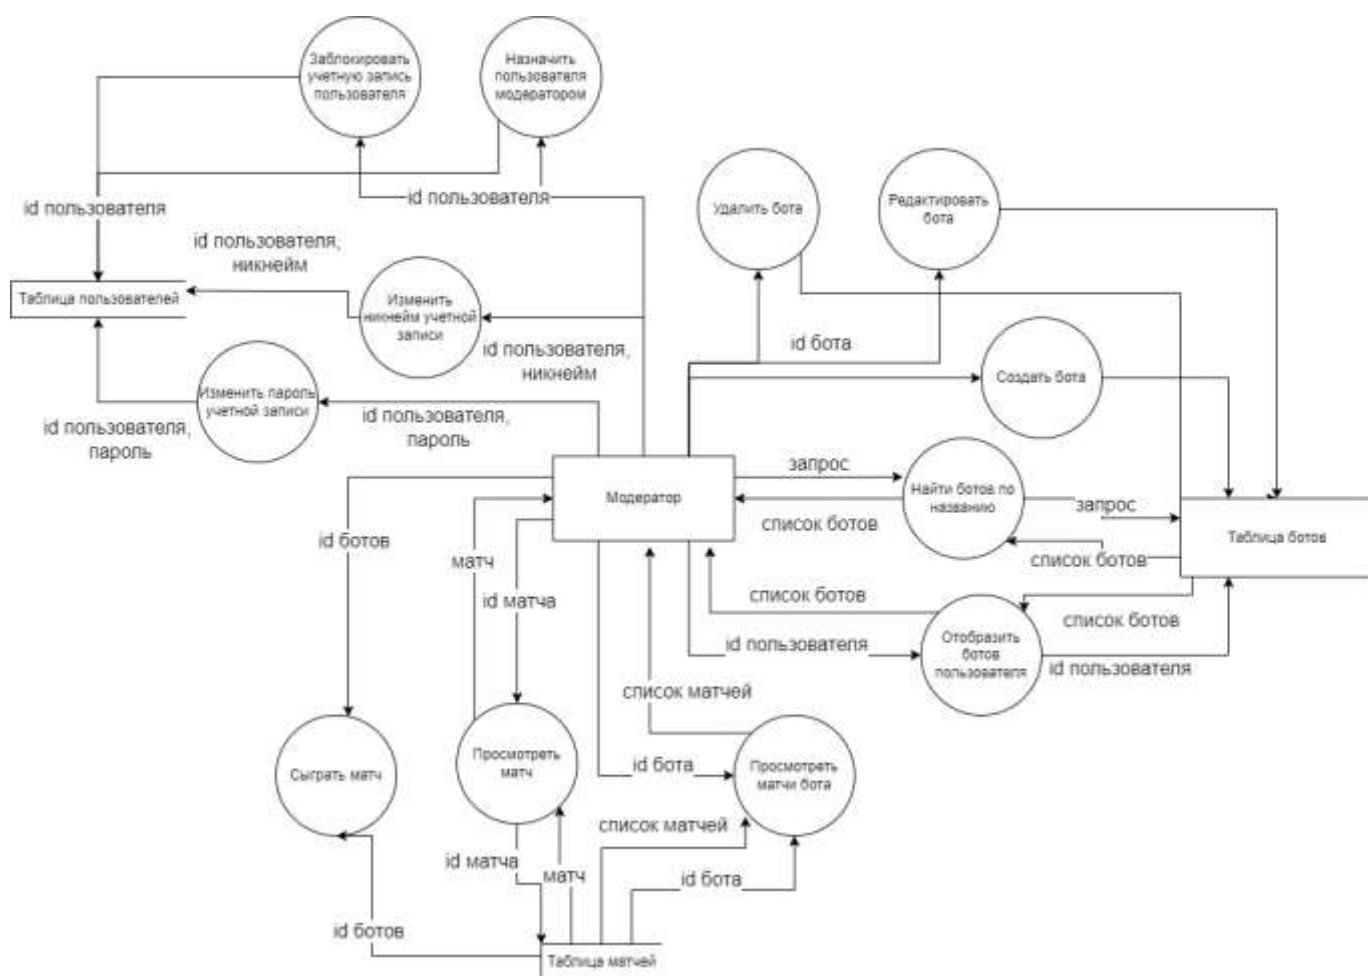 Заблокировать
учетную запись
пользователя
Назначить
пользователя
модератором
id пользователя
id пользователя
Удалить бота
Редактировать
бота
id пользователя,
никнейм
Таблица пользователей
Изменить
никнейм учетной
записи
id пользователя,
никнейм
id бота
Создать бота
Изменить пароль
учетной записи
id пользователя,
пароль
id пользователя,
пароль
Модератор
запрос
Найти ботов по
названию
список ботов
запрос
Таблица ботов
список ботов
id ботов
матч
id матча
список ботов
список ботов
id пользователя
Отобразить
ботов
пользователя
id пользователя
список матчей
Сыграть матч
Просмотреть
матч
id бота
Просмотреть
матчи бота
список матчей
id матча
матч
id бота
id ботов
Таблица матчей